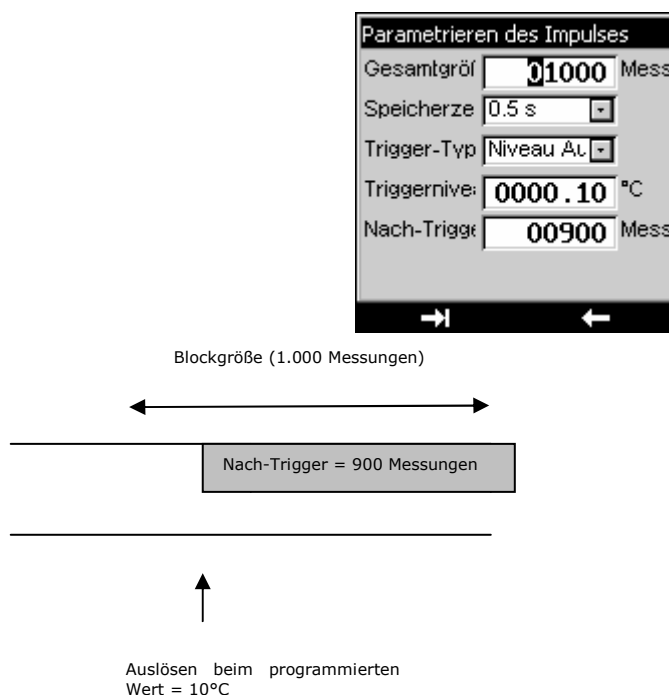 Parametrieren des Impulses
Gesamtgröf 01000 Mess
Speicherze 0.5 s
Trigger-Typ Niveau Au
Triggernive: 0000.10 °C
Nach-Trigge 00900 Mess
Blockgröße (1.000 Messungen)
Nach-Trigger = 900 Messungen
Auslösen beim programmierten
Wert = 10°C